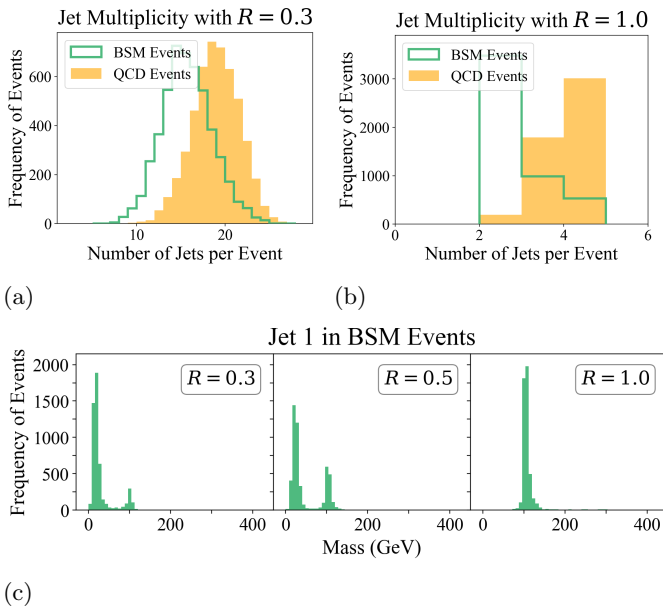 Jet Multiplicity with R = 0.3
BSM Events
QCD Events
Frequency of Events
0
200
400
600
10
20
Number of Jets per Event
(a)
Jet Multiplicity with R = 1.0
BSM Events
QCD Events
Frequency of Events
0
1000
2000
3000
0
2
4
6
Number of Jets per Event
(b)
Jet 1 in BSM Events
Frequency of Events
0
500
1000
1500
2000
R = 0.3
R = 0.5
R = 1.0
0
200
400
0
200
400
0
200
400
Mass (GeV)
(c)